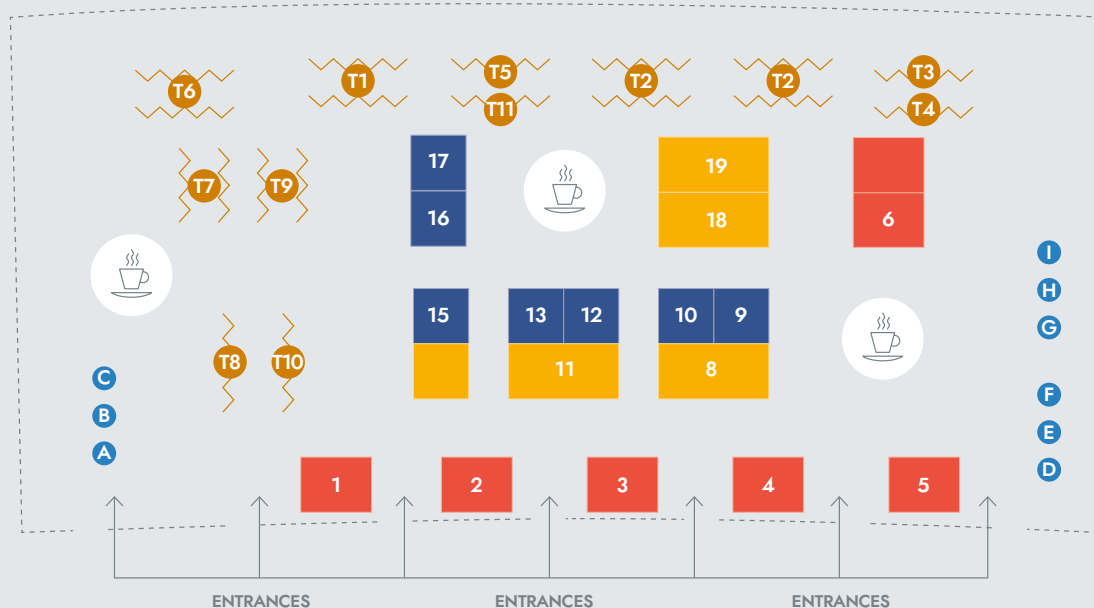 T6
T1
T5
T11
T2
T2
T3
T4
T7
T9
17
16
19
18
6
I
H
G
15
13
12
10
9
11
8
T8
T10
C
B
A
F
E
D
1
2
3
4
5
ENTRANCES
ENTRANCES
ENTRANCES